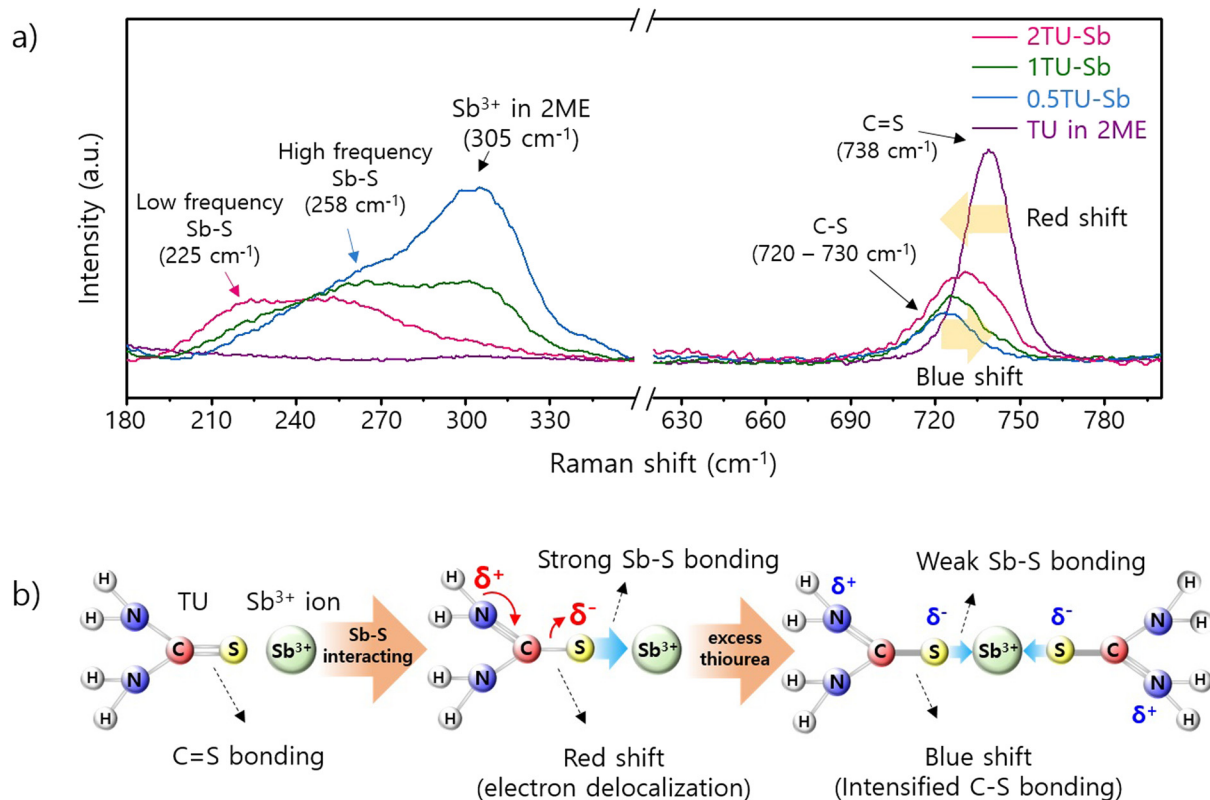 a)
2TU-Sb
1TU-Sb
0.5TU-Sb
TU in 2ME
Sb³⁺ in 2ME
(305 cm⁻¹)
High frequency
Sb-S
(258 cm⁻¹)
Low frequency
Sb-S
(225 cm⁻¹)
C=S
(738 cm⁻¹)
Red shift
C-S
(720 – 730 cm⁻¹)
Blue shift
Intensity (a.u.)
180 210 240 270 300 330 630 660 690 720 750 780
Raman shift (cm⁻¹)
b)
TU
Sb³⁺ ion
H
H
N
C
S
Sb³⁺
N
H
H
C=S bonding
Sb-S
interacting
Strong Sb-S bonding
H
δ⁺
H
N
δ⁻
C
S
Sb³⁺
N
H
H
Red shift
(electron delocalization)
excess
thiourea
Weak Sb-S bonding
H
δ⁺
H
N
δ⁻
C
S
Sb³⁺
δ⁻
S
C
N
H
H
N
H
H
δ⁺
N
H
H
Blue shift
(Intensified C-S bonding)